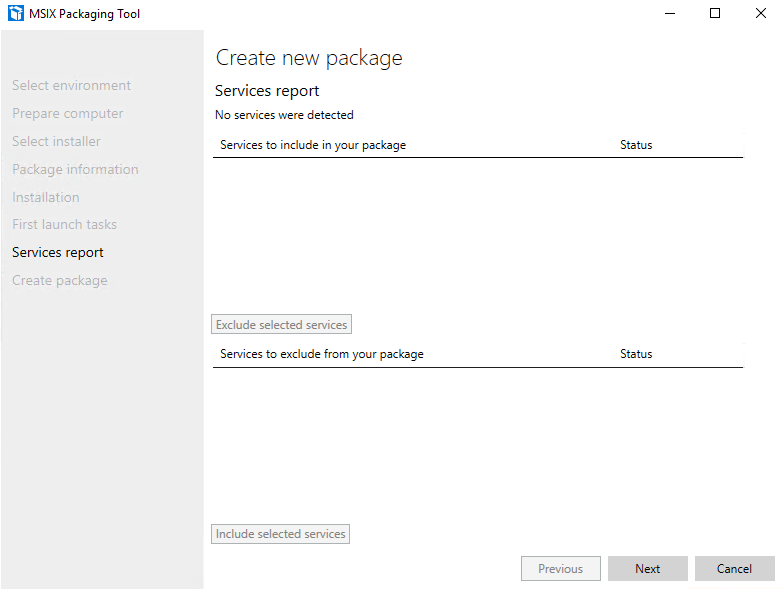 MSIX Packaging Tool
Create new package
Select environment
Prepare computer
Select installer
Package information
Installation
First launch tasks
Services report
Create package
Services report
No services were detected
Services to include in your package Status
Exclude selected services
Services to exclude from your package Status
Include selected services
Previous Next Cancel